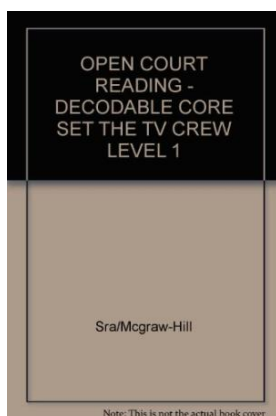 OPEN COURT
READING -
DECODABLE CORE
SET THE TV CREW
LEVEL 1
Sra/Mcgraw-Hill
Note: This is not the actual book cover